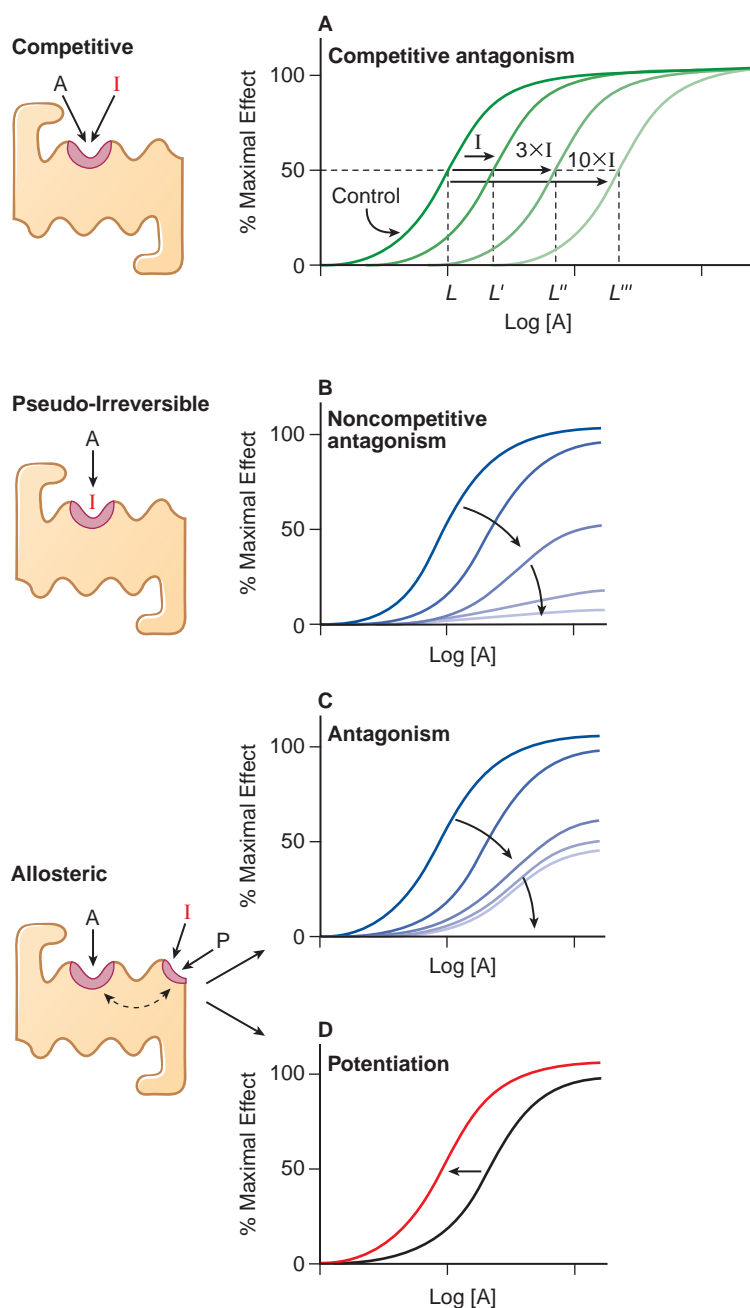 Competitive
A I
A
Competitive antagonism
% Maximal Effect
100
50
0
I
3×I
10×I
Control
L L' L'' L'''
Log [A]
Pseudo-Irreversible
A
I
B
Noncompetitive
antagonism
% Maximal Effect
100
50
0
Log [A]
Allosteric
A
I
P
C
Antagonism
% Maximal Effect
100
50
0
Log [A]
D
Potentiation
% Maximal Effect
100
50
0
Log [A]